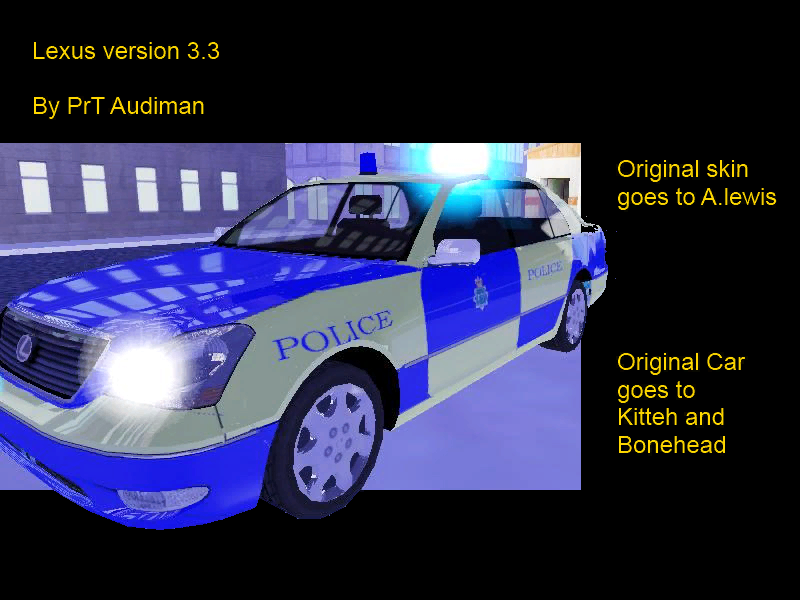 Lexus version 3.3
By PrT Audiman
Original skin
goes to A.lewis
POLICE
POLICE
Original Car
goes to
Kitteh and
Bonehead